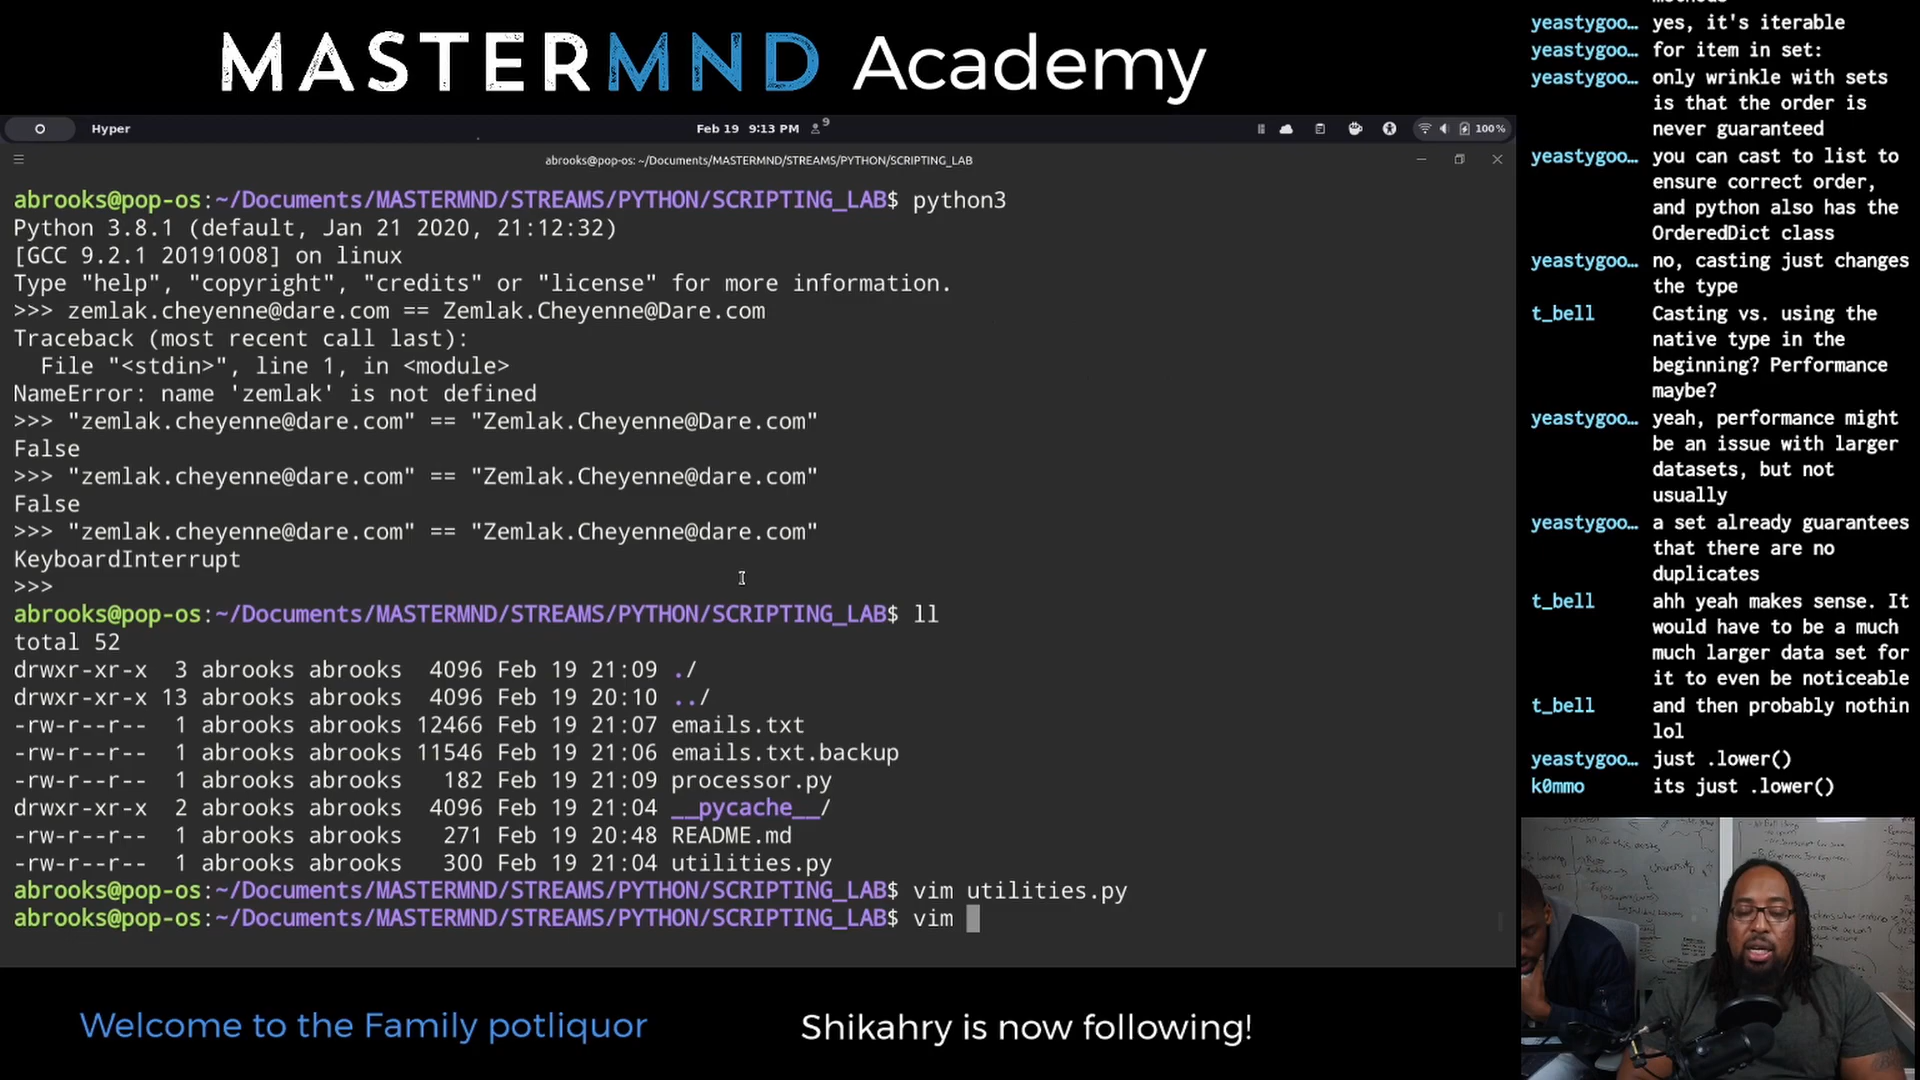 MASTERMND Academy
Hyper
Feb 19 9:13 PM
9
100%
abrooks@pop-os: ~/Documents/MASTERMND/STREAMS/PYTHON/SCRIPTING_LAB
abrooks@pop-os:~/Documents/MASTERMND/STREAMS/PYTHON/SCRIPTING_LAB$ python3
Python 3.8.1 (default, Jan 21 2020, 21:12:32)
[GCC 9.2.1 20191008] on linux
Type "help", "copyright", "credits" or "license" for more information.
>>> zemlak.cheyenne@dare.com == Zemlak.Cheyenne@Dare.com
Traceback (most recent call last):
  File "<stdin>", line 1, in <module>
NameError: name 'zemlak' is not defined
>>> "zemlak.cheyenne@dare.com" == "Zemlak.Cheyenne@Dare.com"
False
>>> "zemlak.cheyenne@dare.com" == "Zemlak.Cheyenne@dare.com"
False
>>> "zemlak.cheyenne@dare.com" == "Zemlak.Cheyenne@dare.com"
KeyboardInterrupt
>>>
abrooks@pop-os:~/Documents/MASTERMND/STREAMS/PYTHON/SCRIPTING_LAB$ ll
total 52
drwxr-xr-x  3 abrooks abrooks  4096 Feb 19 21:09 ./
drwxr-xr-x 13 abrooks abrooks  4096 Feb 19 20:10 ../
-rw-r--r--  1 abrooks abrooks 12466 Feb 19 21:07 emails.txt
-rw-r--r--  1 abrooks abrooks 11546 Feb 19 21:06 emails.txt.backup
-rw-r--r--  1 abrooks abrooks   182 Feb 19 21:09 processor.py
drwxr-xr-x  2 abrooks abrooks  4096 Feb 19 21:04 __pycache__/
-rw-r--r--  1 abrooks abrooks   271 Feb 19 20:48 README.md
-rw-r--r--  1 abrooks abrooks   300 Feb 19 21:04 utilities.py
abrooks@pop-os:~/Documents/MASTERMND/STREAMS/PYTHON/SCRIPTING_LAB$ vim utilities.py
abrooks@pop-os:~/Documents/MASTERMND/STREAMS/PYTHON/SCRIPTING_LAB$ vim
yeastygoo… yes, it's iterable
yeastygoo… for item in set:
yeastygoo… only wrinkle with sets
is that the order is
never guaranteed
yeastygoo… you can cast to list to
ensure correct order,
and python also has the
OrderedDict class
yeastygoo… no, casting just changes
the type
t_bell Casting vs. using the
native type in the
beginning? Performance
maybe?
yeastygoo… yeah, performance might
be an issue with larger
datasets, but not
usually
yeastygoo… a set already guarantees
that there are no
duplicates
t_bell ahh yeah makes sense. It
would have to be a much
much larger data set for
it to even be noticeable
t_bell and then probably nothin
lol
yeastygoo… just .lower()
k0mmo its just .lower()
Welcome to the Family potliquor
Shikahry is now following!